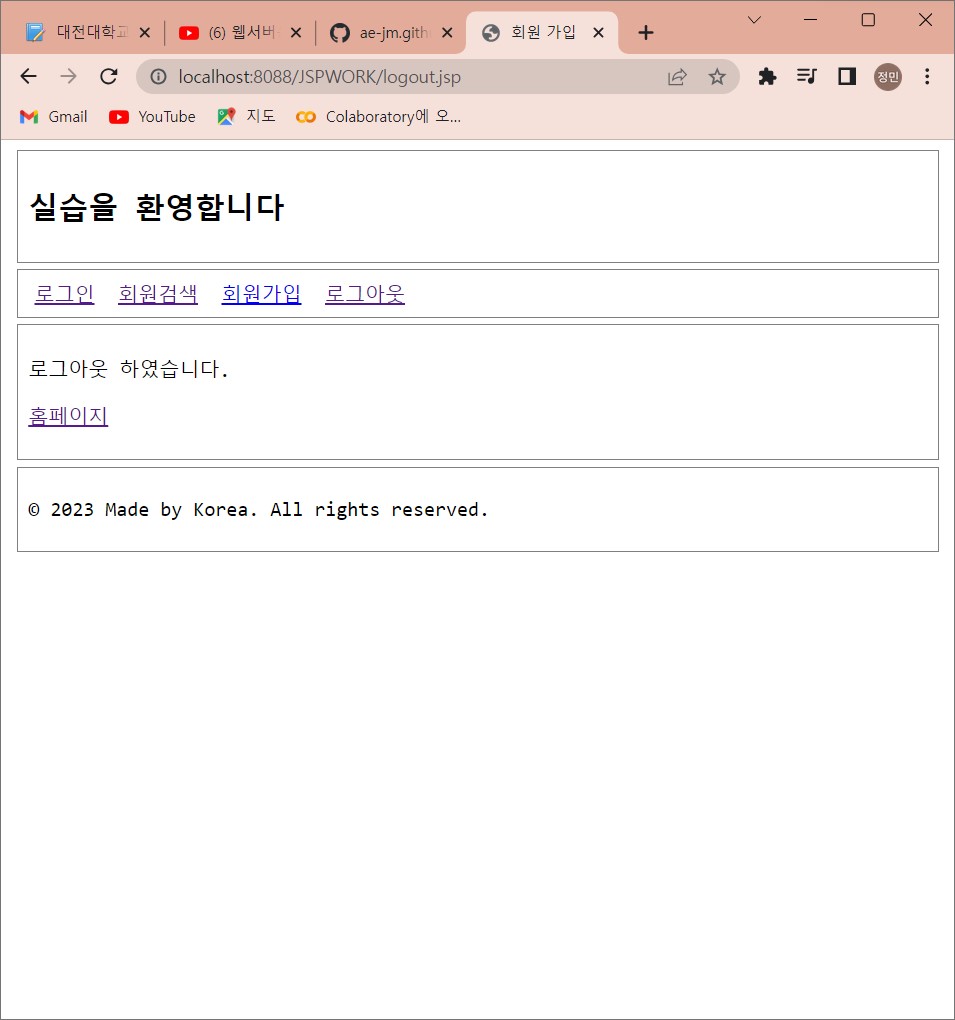 대전대학교
(6) 웹서버
ae-jm.gith
회원 가입
localhost:8088/JSPWORK/logout.jsp
정민
Gmail YouTube 지도 Colaboratory에 오...
실습을 환영합니다
로그인 회원검색 회원가입 로그아웃
로그아웃 하였습니다.
홈페이지
© 2023 Made by Korea. All rights reserved.